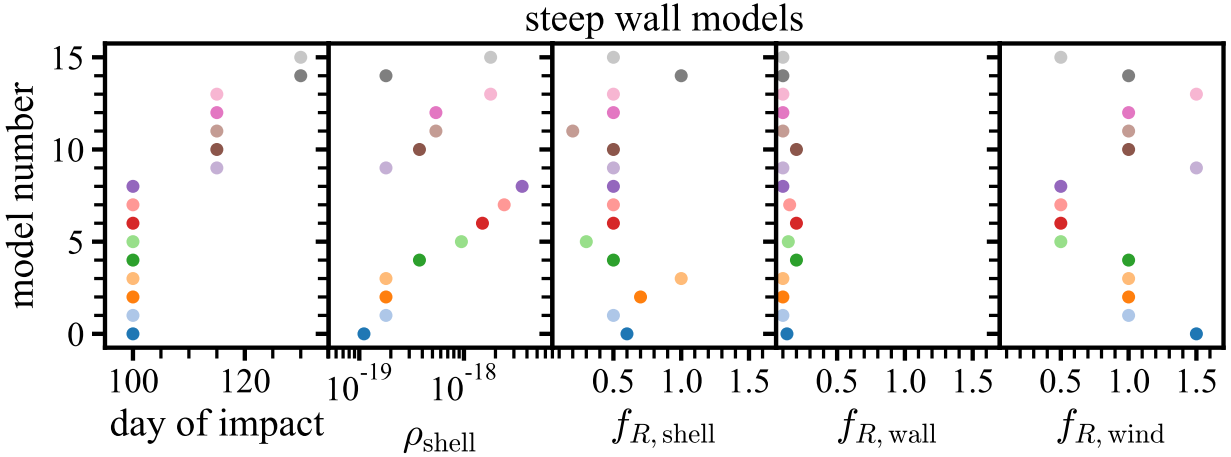 steep wall models
model number
15
10
5
0
100 120
10⁻¹⁹ 10⁻¹⁸
0.5 1.0 1.5
0.5 1.0 1.5
0.5 1.0 1.5
day of impact
ρshell
fR, shell
fR, wall
fR, wind